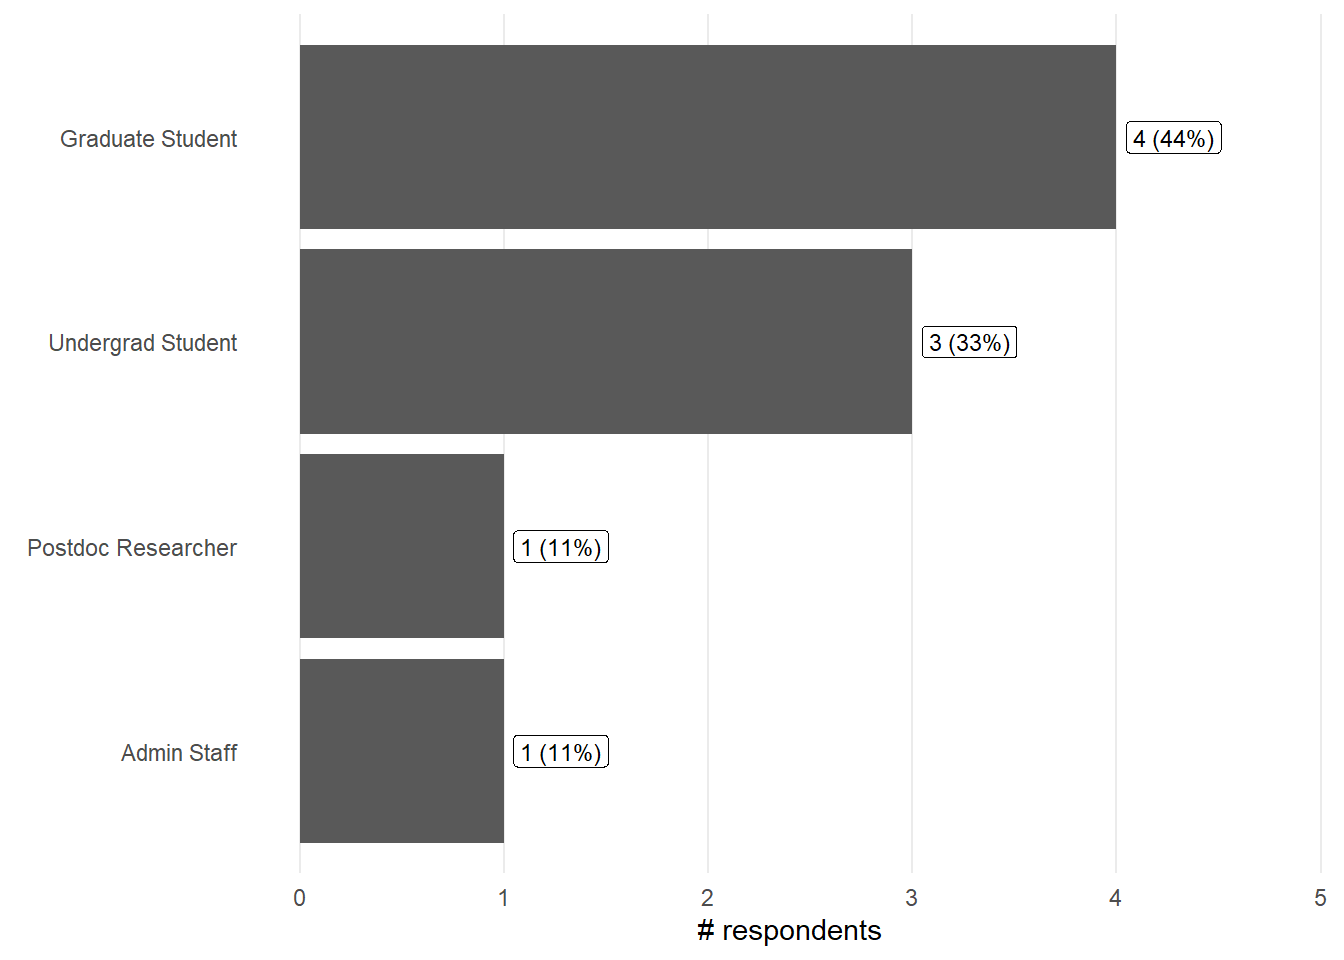 Graduate Student
4 (44%)
Undergrad Student
3 (33%)
Postdoc Researcher
1 (11%)
Admin Staff
1 (11%)
0 1 2 3 4 5
# respondents